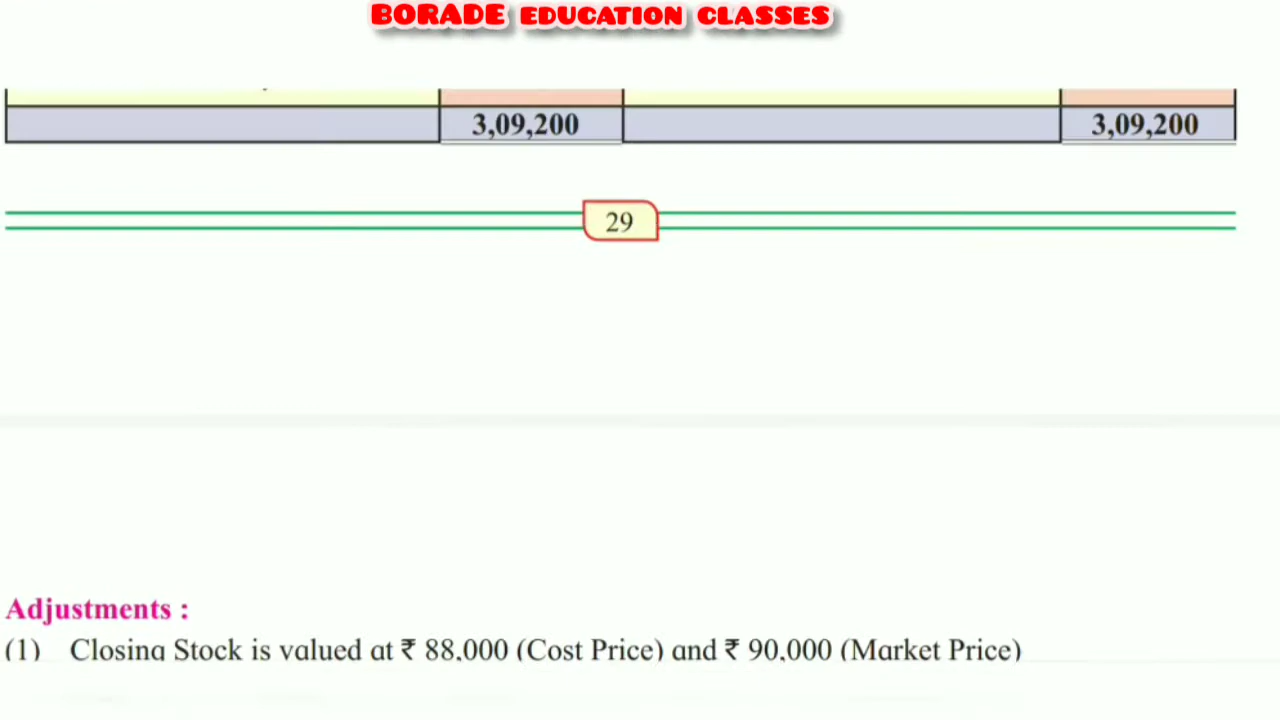 BORADE EDUCATION CLASSES
3,09,200 3,09,200
29
Adjustments :
(1) Closing Stock is valued at ₹ 88,000 (Cost Price) and ₹ 90,000 (Market Price)